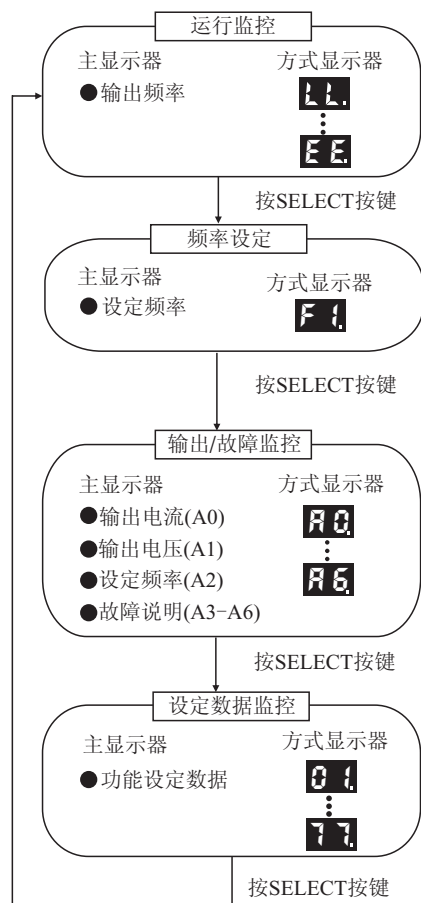 运行监控
主显示器 方式显示器
●输出频率 LL.
EE.
按SELECT按键
频率设定
主显示器 方式显示器
●设定频率 F1.
按SELECT按键
输出/故障监控
主显示器 方式显示器
●输出电流(A0) A0.
●输出电压(A1)
●设定频率(A2) A6.
●故障说明(A3-A6)
按SELECT按键
设定数据监控
主显示器 方式显示器
●功能设定数据 01.
77.
按SELECT按键